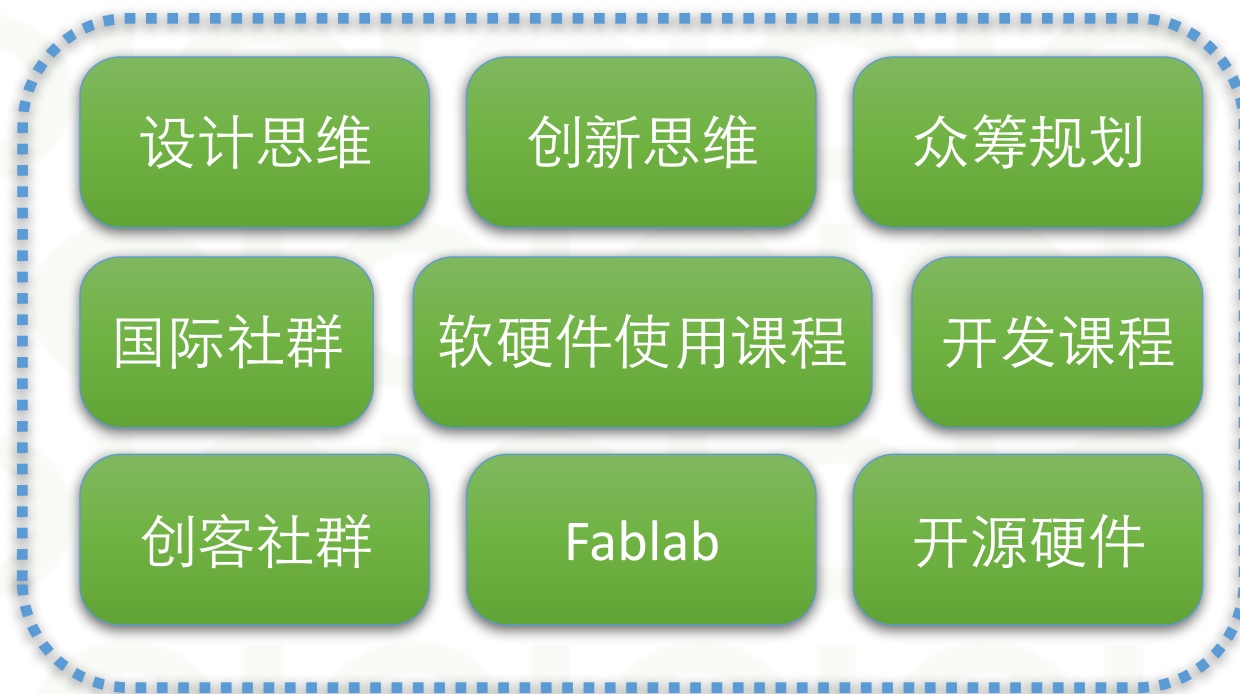 设计思维
创新思维
众筹规划
国际社群
软硬件使用课程
开发课程
创客社群
Fablab
开源硬件